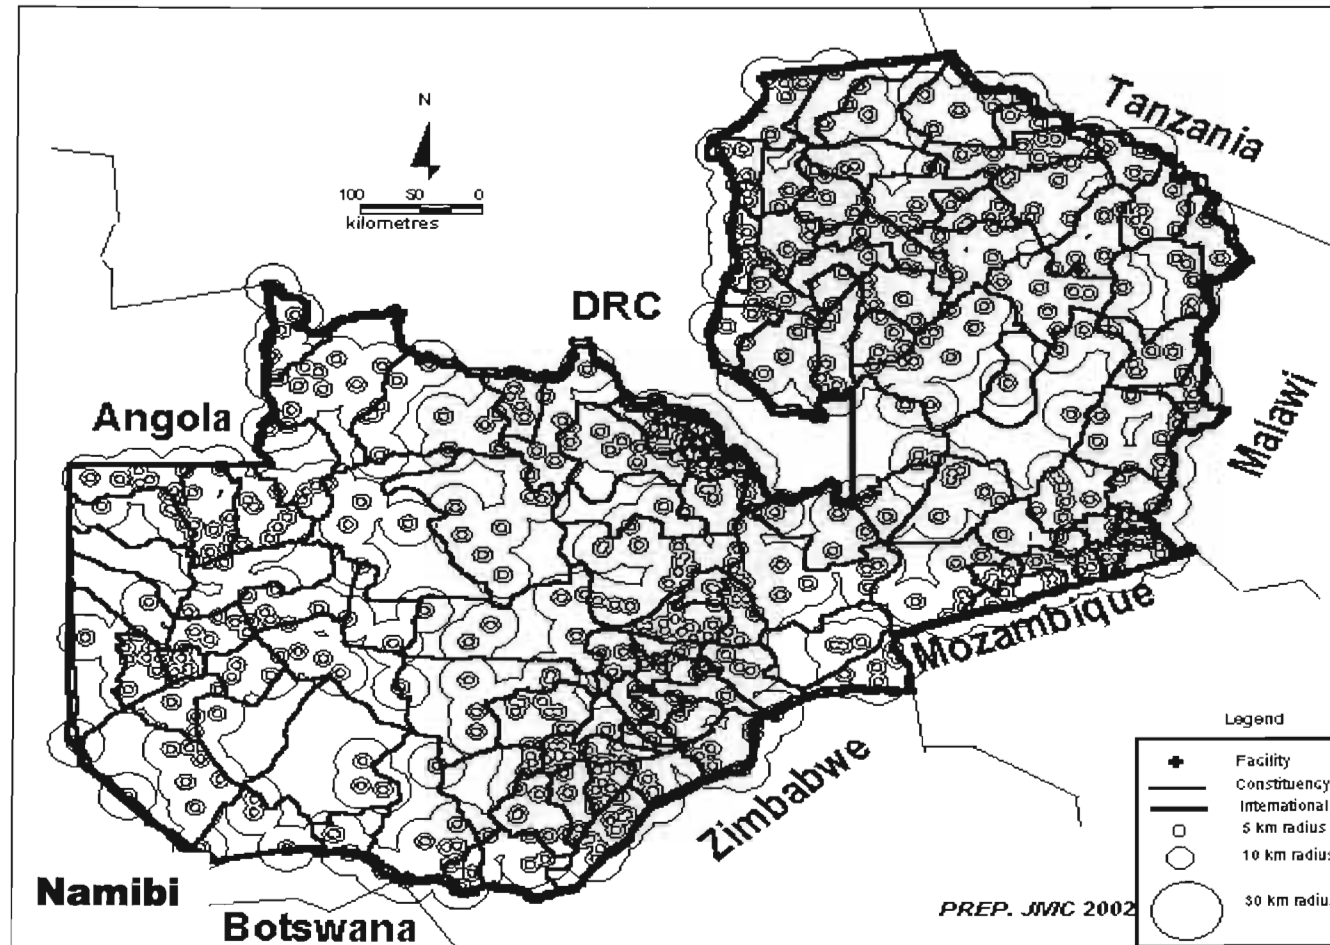 Tanzania
N
100 50 0
kilometres
DRC
Angola
Malawi
Mozambique
Zimbabwe
Namibi
Botswana
PREP. JMC 2002
Legend
Facility
Constituency
International
5 km radius
10 km radius
30 km radiu